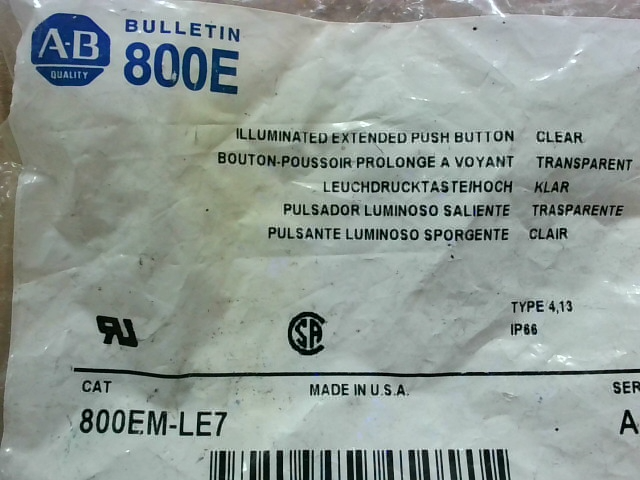 A-B
QUALITY
BULLETIN
800E
ILLUMINATED EXTENDED PUSH BUTTON CLEAR
BOUTON-POUSSOIR PROLONGE A VOYANT TRANSPARENT
LEUCHDRUCKTASTE/HOCH KLAR
PULSADOR LUMINOSO SALIENTE TRASPARENTE
PULSANTE LUMINOSO SPORGENTE CLAIR
TYPE 4,13
IP66
CAT MADE IN U.S.A. SER
800EM-LE7 A